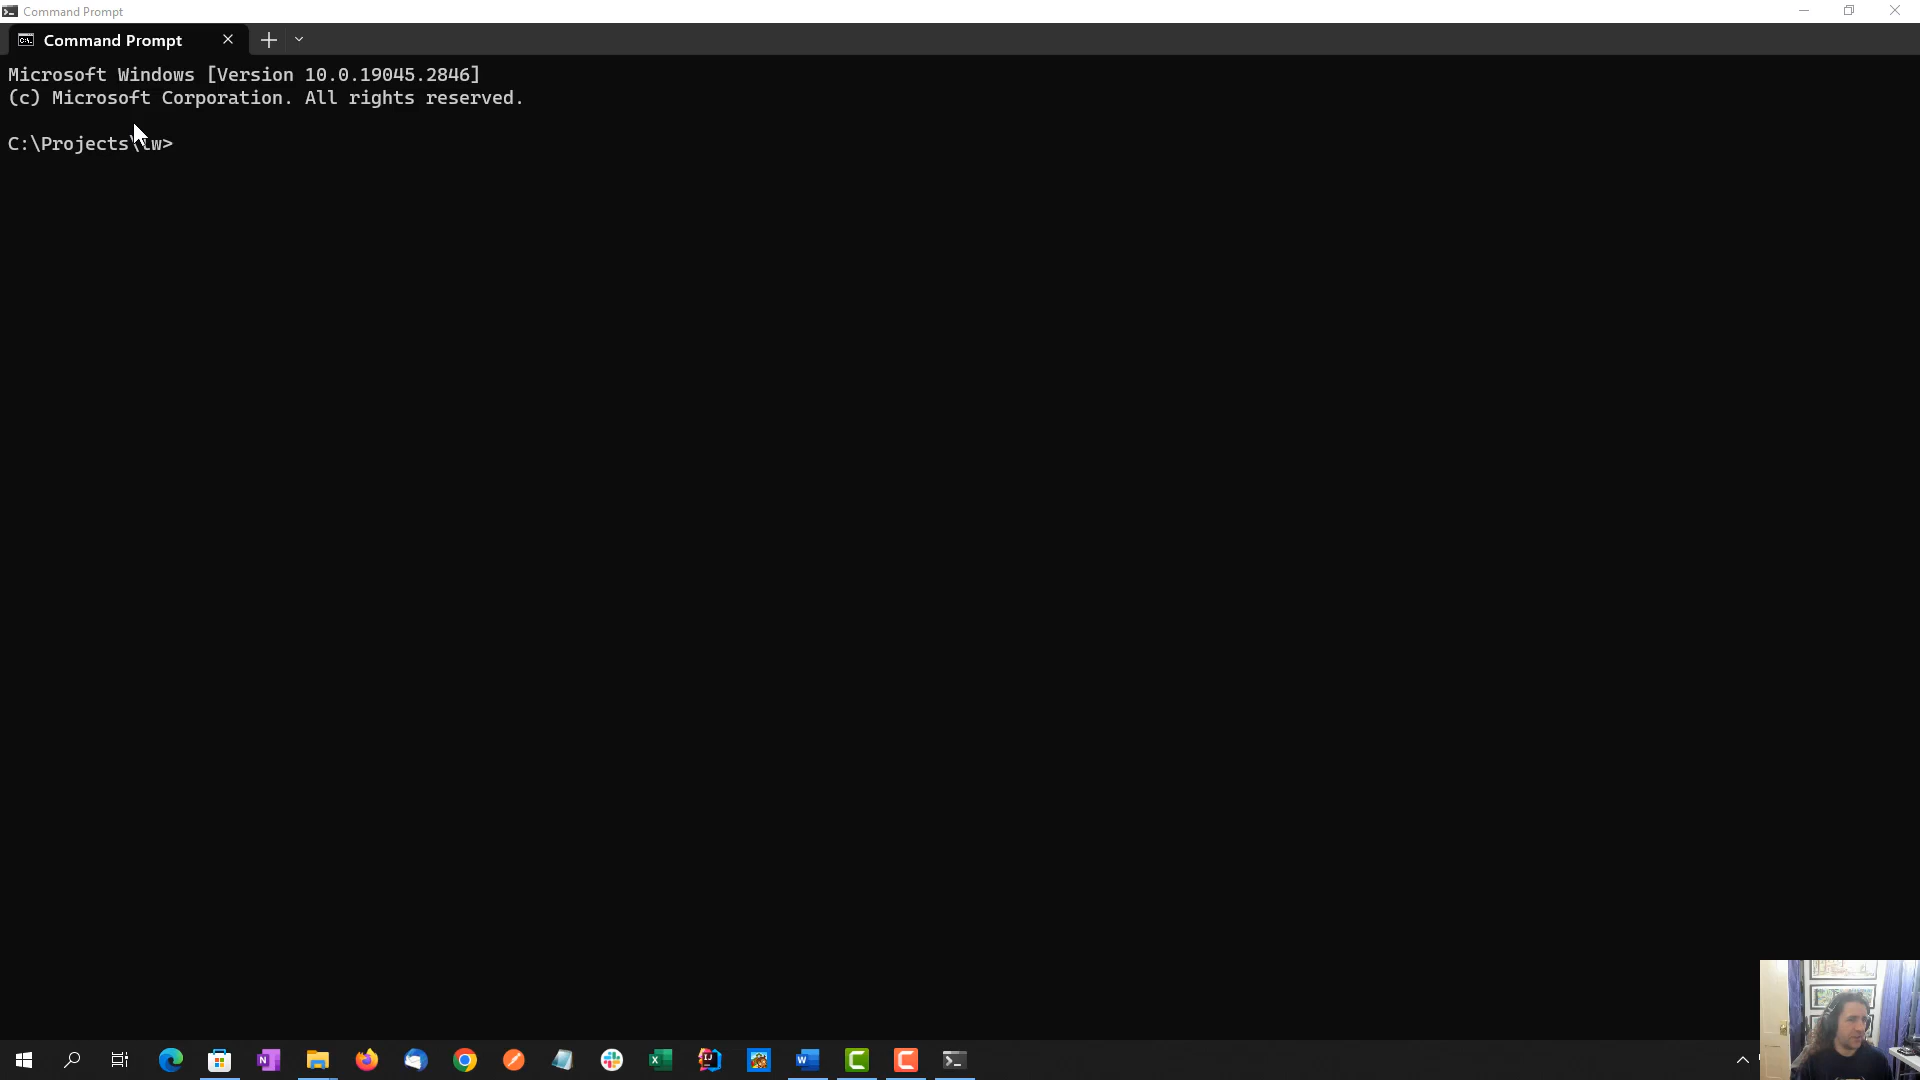 Command Prompt
Command Prompt
Microsoft Windows [Version 10.0.19045.2846]
(c) Microsoft Corporation. All rights reserved.
C:\Projects\lw>